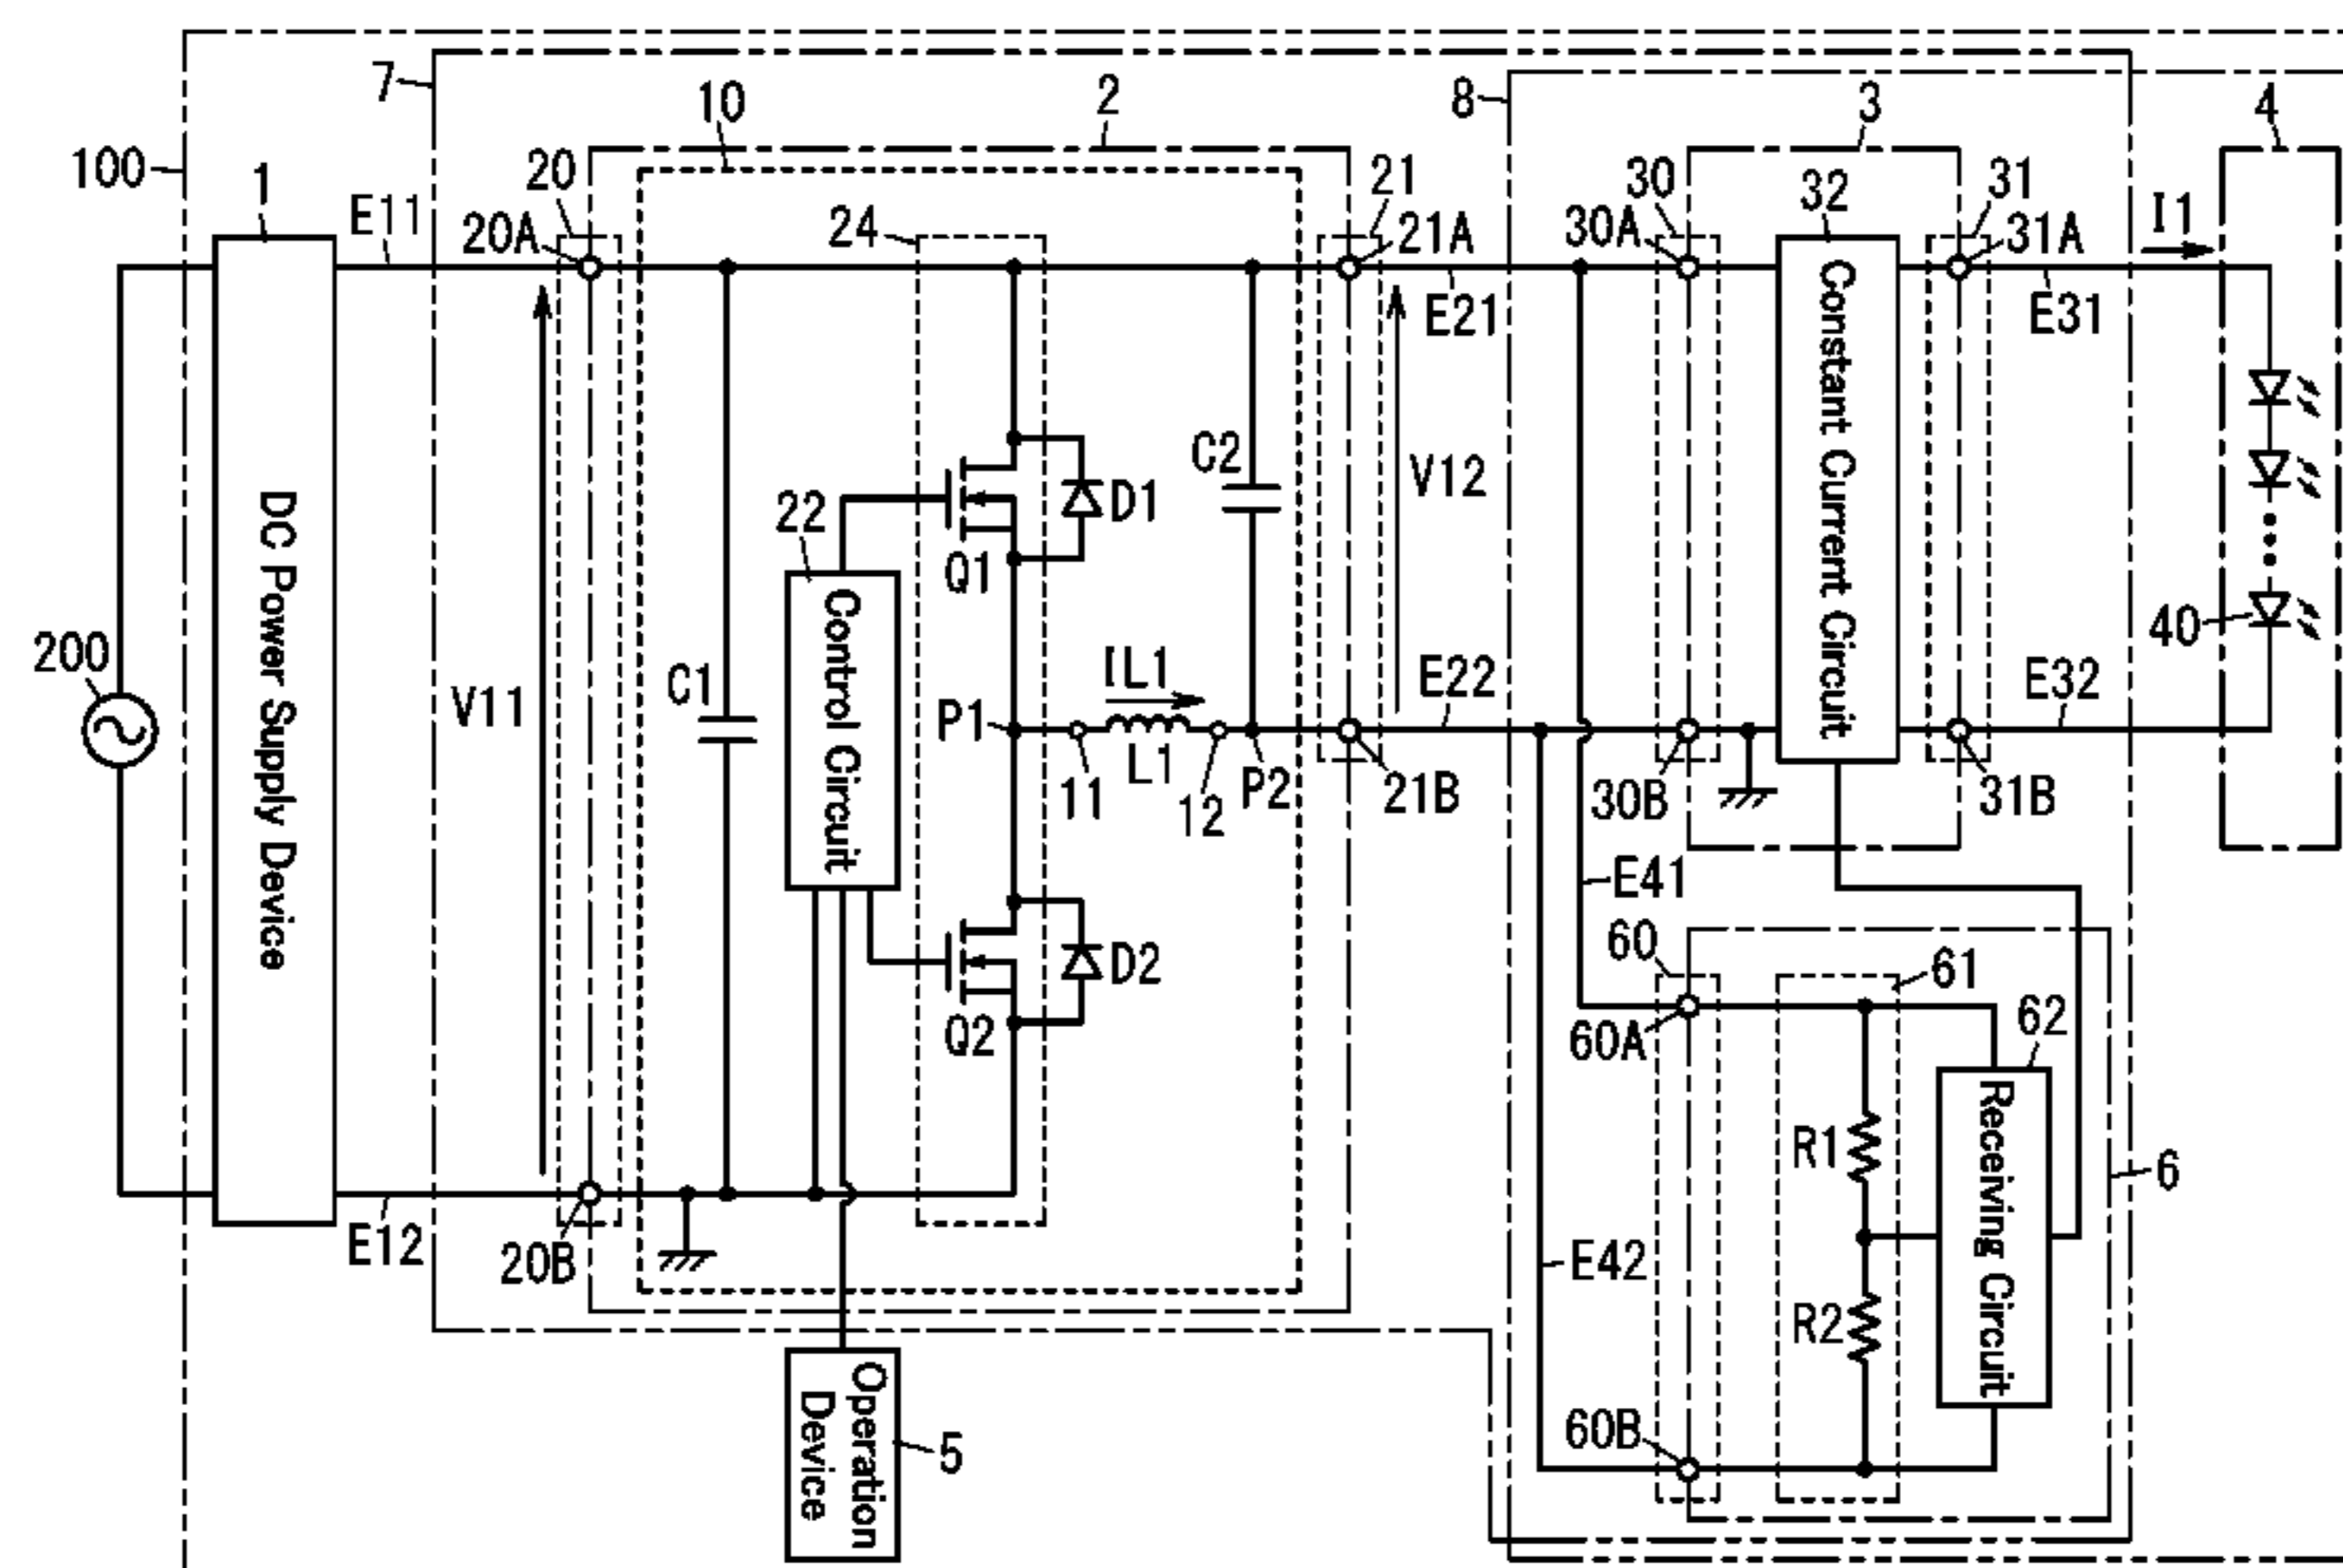 7
10
2
8
3
4
100
1
E11
20
20A
24
21
21A
30
30A
32
31
31A
I1
E21
E31
DC Power Supply Device
200
V11
C1
22
Control Circuit
Q1
D1
C2
V12
Constant Current Circuit
40
P1
IL1
11
L1
12
P2
E22
21B
30B
31B
E32
Q2
D2
E41
60
60A
61
62
R1
R2
Receiving Circuit
6
E12
20B
E42
60B
Operation
Device
5